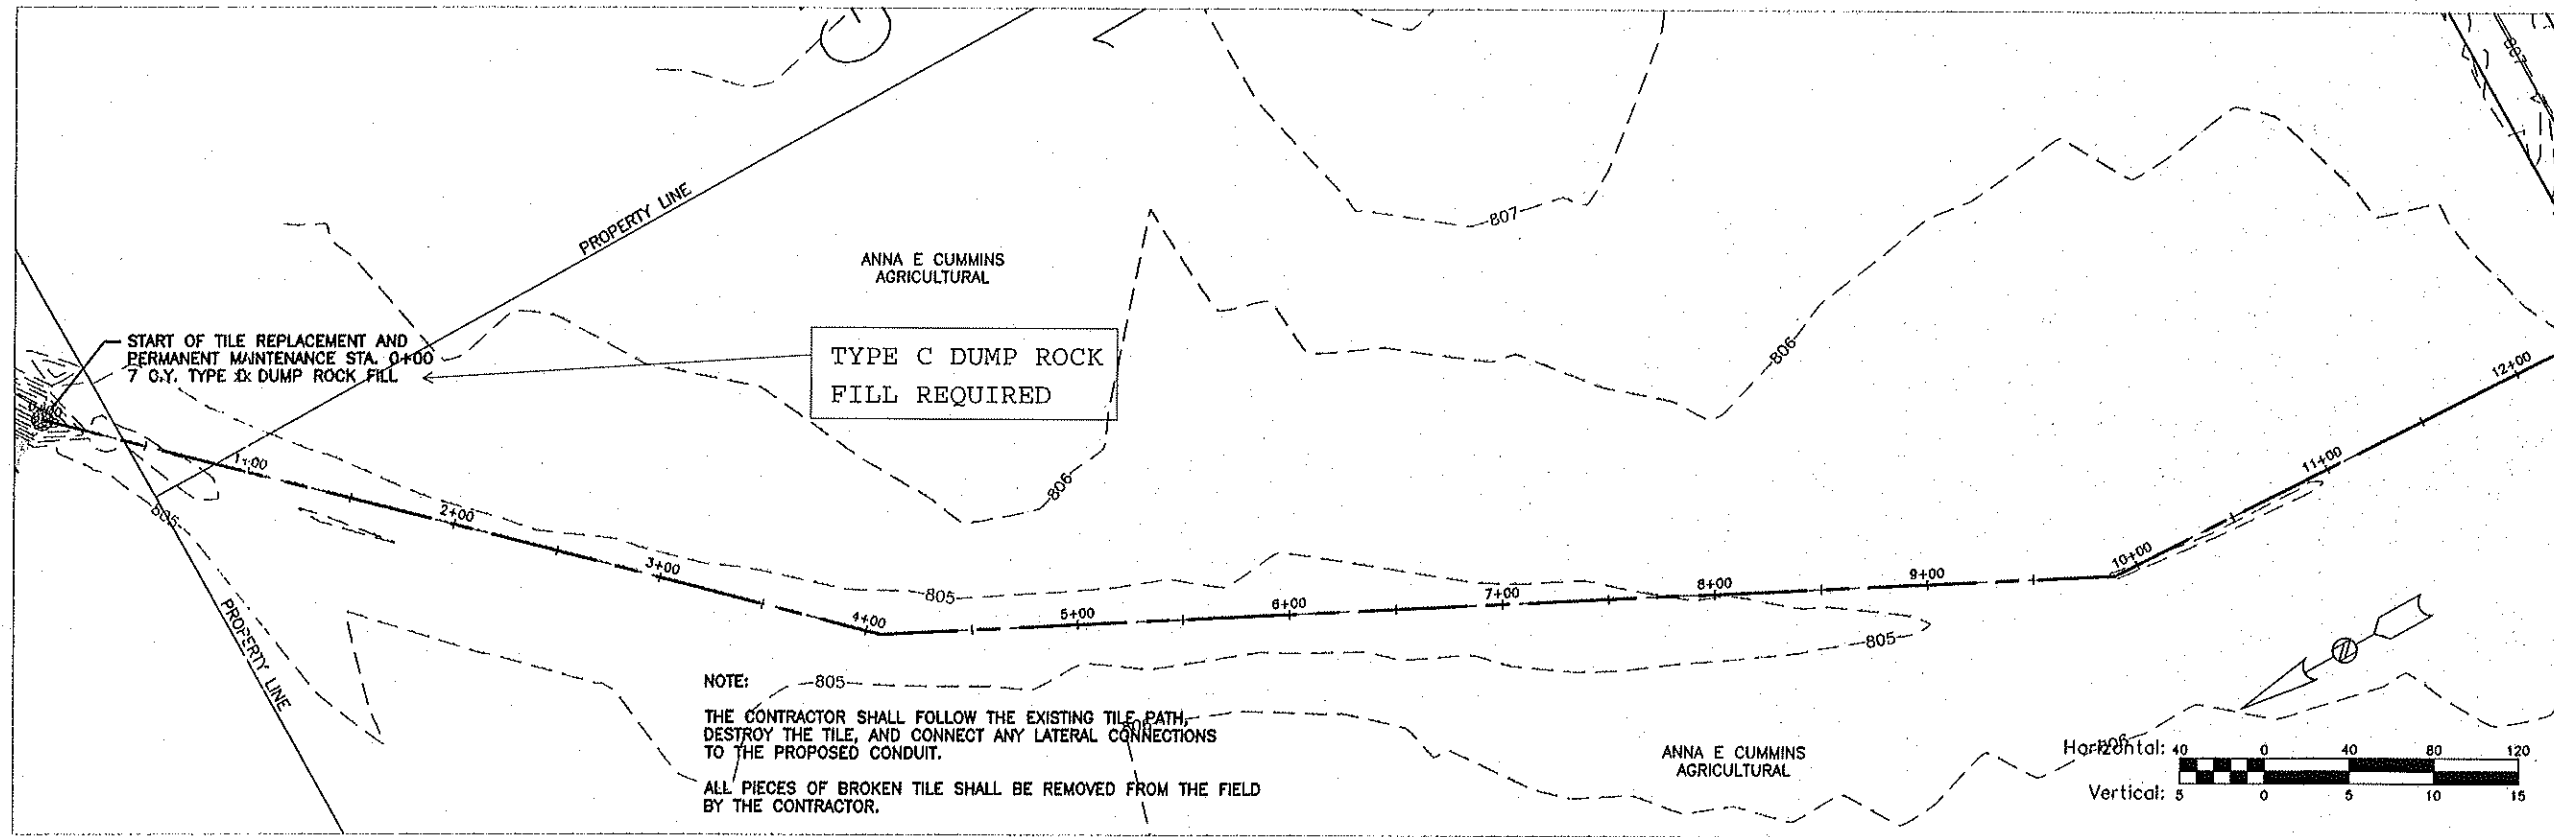 PROPERTY LINE
ANNA E CUMMINS
AGRICULTURAL
807
807
START OF TILE REPLACEMENT AND
PERMANENT MAINTENANCE STA. 0+00
7 C.Y. TYPE DUMP ROCK FILL
TYPE C DUMP ROCK
FILL REQUIRED
806
806
12+00
0+00
1+00
805
2+00
3+00
4+00
5+00
6+00
7+00
8+00
9+00
10+00
11+00
805
805
805
PROPERTY LINE
NOTE:
THE CONTRACTOR SHALL FOLLOW THE EXISTING TILE PATH,
DESTROY THE TILE, AND CONNECT ANY LATERAL CONNECTIONS
TO THE PROPOSED CONDUIT.
ALL PIECES OF BROKEN TILE SHALL BE REMOVED FROM THE FIELD
BY THE CONTRACTOR.
806
ANNA E CUMMINS
AGRICULTURAL
806
Horizontal: 40 0 40 80 120
Vertical: 5 0 5 10 15